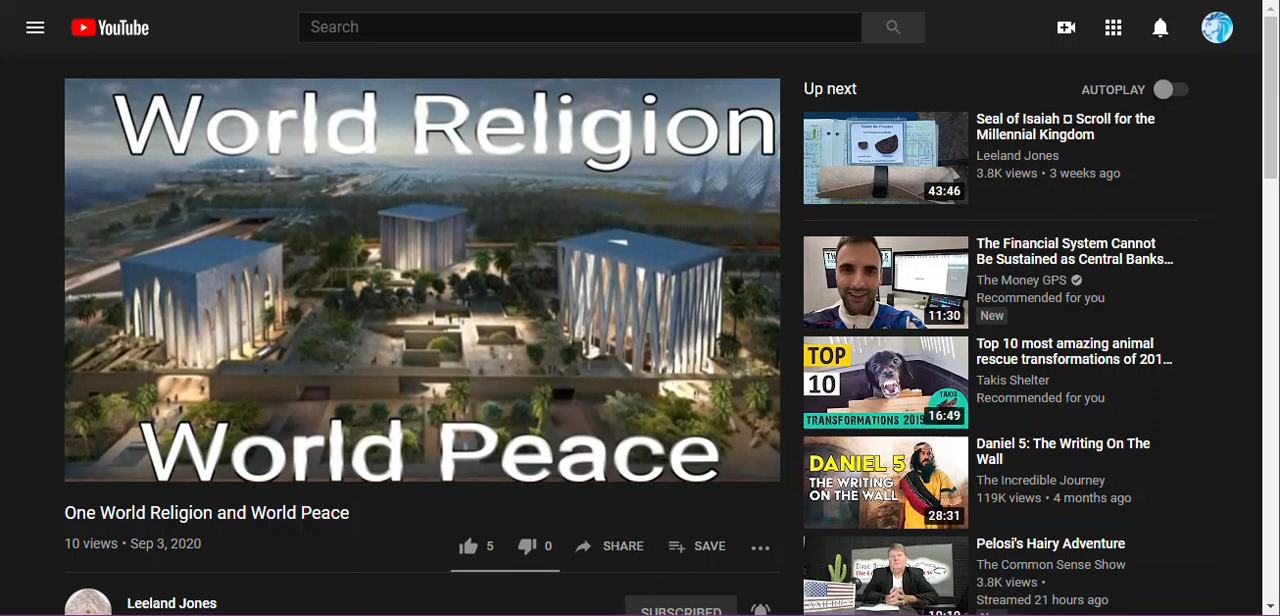 YouTube
Search
World Religion
World Peace
One World Religion and World Peace
10 views • Sep 3, 2020
5
0
SHARE
SAVE
Leeland Jones
SUBSCRIBED
Up next
AUTOPLAY
43:46
Seal of Isaiah ¤ Scroll for the
Millennial Kingdom
Leeland Jones
3.8K views • 3 weeks ago
11:30
The Financial System Cannot
Be Sustained as Central Banks...
The Money GPS
Recommended for you
New
TOP
10
TAKIS
TRANSFORMATIONS 2019
16:49
Top 10 most amazing animal
rescue transformations of 201...
Takis Shelter
Recommended for you
DANIEL 5
THE WRITING
ON THE WALL
28:31
Daniel 5: The Writing On The
Wall
The Incredible Journey
119K views • 4 months ago
Pelosi's Hairy Adventure
The Common Sense Show
3.8K views •
Streamed 21 hours ago